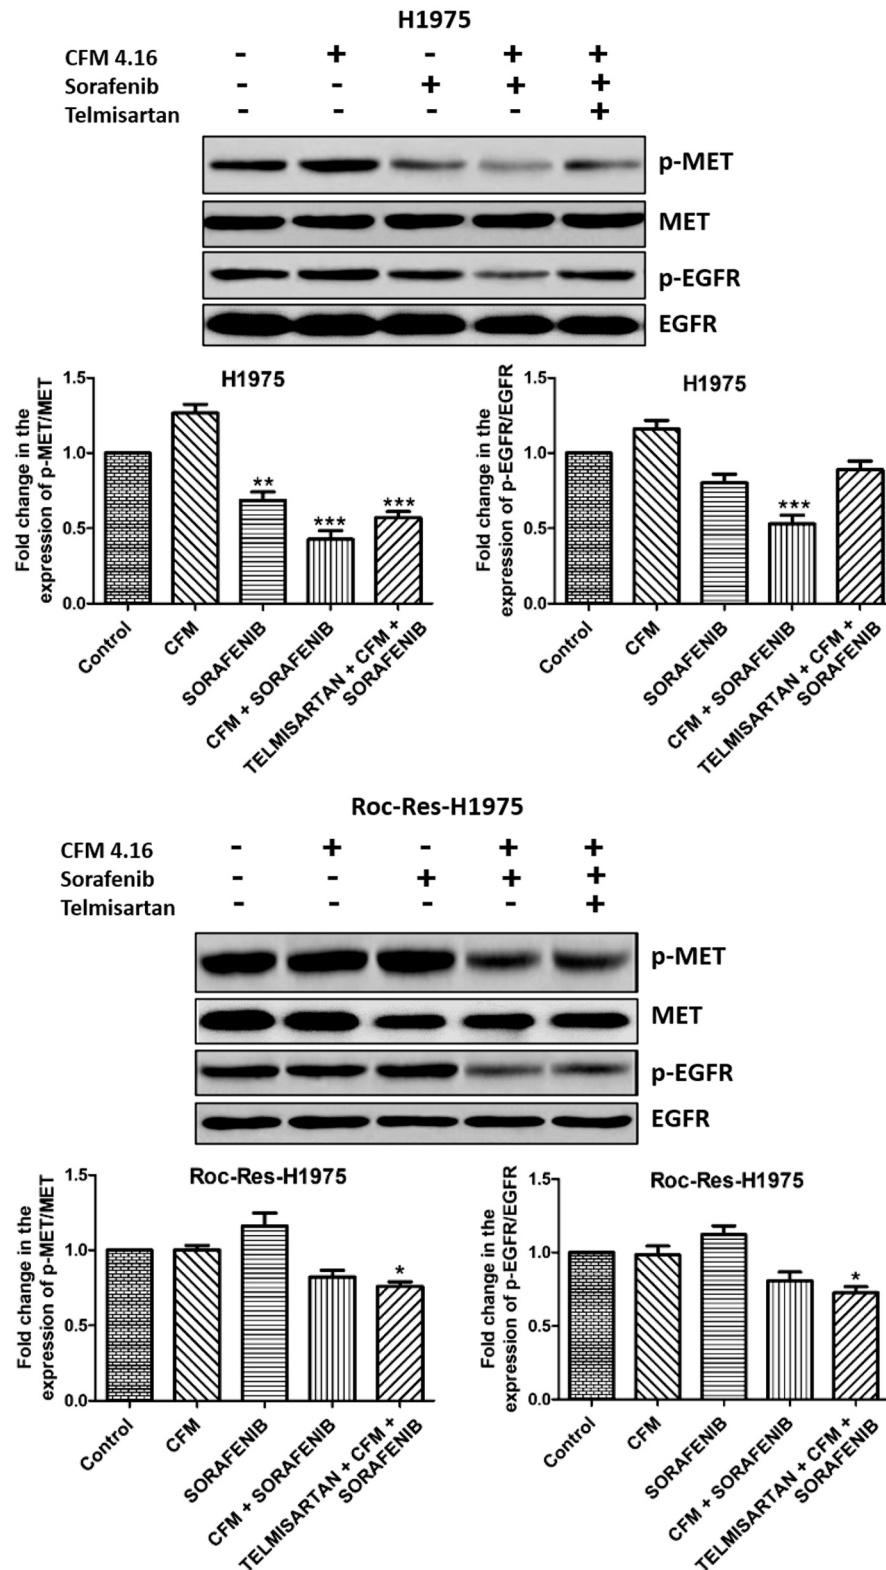 H1975
CFM 4.16 - + - + +
Sorafenib - - + + +
Telmisartan - - - - +
p-MET
MET
p-EGFR
EGFR
H1975
Fold change in the
expression of p-MET/MET
1.5
1.0
0.5
0.0
**
***
***
Control
CFM
SORAFENIB
CFM + SORAFENIB
TELMISARTAN + CFM +
SORAFENIB
H1975
Fold change in the
expression of p-EGFR/EGFR
1.5
1.0
0.5
0.0
***
Control
CFM
SORAFENIB
CFM + SORAFENIB
TELMISARTAN + CFM +
SORAFENIB
Roc-Res-H1975
CFM 4.16 - + - + +
Sorafenib - - + + +
Telmisartan - - - - +
p-MET
MET
p-EGFR
EGFR
Roc-Res-H1975
Fold change in the
expression of p-MET/MET
1.5
1.0
0.5
0.0
*
Control
CFM
SORAFENIB
CFM + SORAFENIB
TELMISARTAN + CFM +
SORAFENIB
Roc-Res-H1975
Fold change in the
expression of p-EGFR/EGFR
1.5
1.0
0.5
0.0
*
Control
CFM
SORAFENIB
CFM + SORAFENIB
TELMISARTAN + CFM +
SORAFENIB